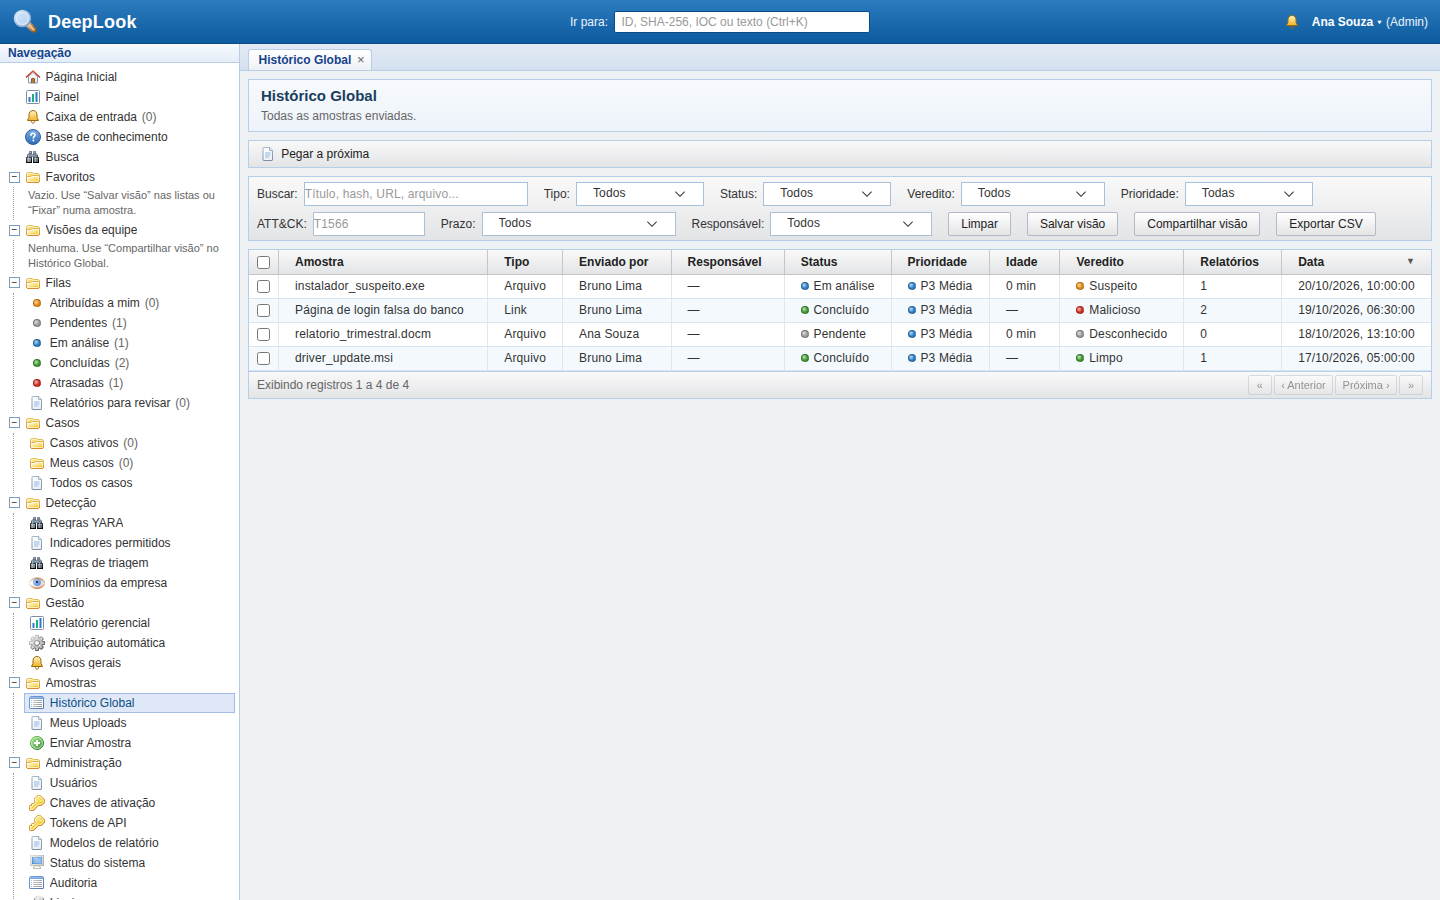 DeepLook
Ir para: ID, SHA-256, IOC ou texto (Ctrl+K)
Ana Souza (Admin)
Navegação
Página Inicial
Painel
Caixa de entrada (0)
Base de conhecimento
Busca
Favoritos
Vazio. Use “Salvar visão” nas listas ou
“Fixar” numa amostra.
Visões da equipe
Nenhuma. Use “Compartilhar visão” no
Histórico Global.
Filas
Atribuídas a mim (0)
Pendentes (1)
Em análise (1)
Concluídas (2)
Atrasadas (1)
Relatórios para revisar (0)
Casos
Casos ativos (0)
Meus casos (0)
Todos os casos
Detecção
Regras YARA
Indicadores permitidos
Regras de triagem
Domínios da empresa
Gestão
Relatório gerencial
Atribuição automática
Avisos gerais
Amostras
Histórico Global
Meus Uploads
Enviar Amostra
Administração
Usuários
Chaves de ativação
Tokens de API
Modelos de relatório
Status do sistema
Auditoria
Histórico Global ×
Histórico Global
Todas as amostras enviadas.
Pegar a próxima
Buscar: Título, hash, URL, arquivo... Tipo: Todos Status: Todos Veredito: Todos Prioridade: Todas
ATT&CK: T1566 Prazo: Todos Responsável: Todos Limpar Salvar visão Compartilhar visão Exportar CSV
Amostra Tipo Enviado por Responsável Status Prioridade Idade Veredito Relatórios Data ▼
instalador_suspeito.exe Arquivo Bruno Lima — Em análise P3 Média 0 min Suspeito 1 20/10/2026, 10:00:00
Página de login falsa do banco Link Bruno Lima — Concluído P3 Média — Malicioso 2 19/10/2026, 06:30:00
relatorio_trimestral.docm Arquivo Ana Souza — Pendente P3 Média 0 min Desconhecido 0 18/10/2026, 13:10:00
driver_update.msi Arquivo Bruno Lima — Concluído P3 Média — Limpo 1 17/10/2026, 05:00:00
Exibindo registros 1 a 4 de 4 « ‹ Anterior Próxima › »